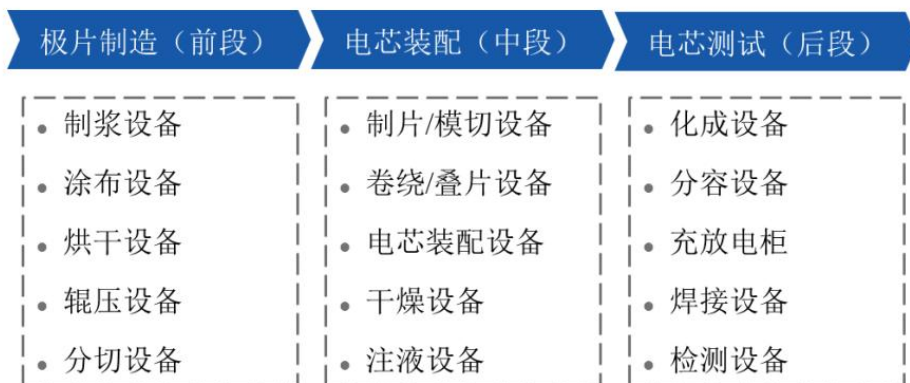 极片制造（前段）
电芯装配（中段）
电芯测试（后段）
制浆设备
涂布设备
烘干设备
辊压设备
分切设备
制片/模切设备
卷绕/叠片设备
电芯装配设备
干燥设备
注液设备
化成设备
分容设备
充放电柜
焊接设备
检测设备